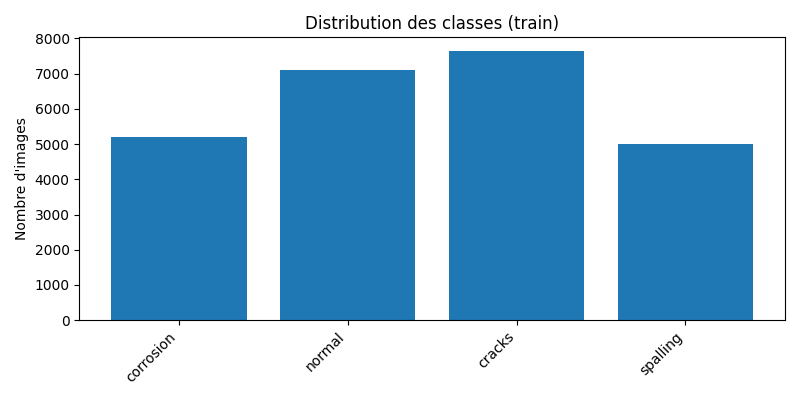 Distribution des classes (train)
Nombre d'images
8000
7000
6000
5000
4000
3000
2000
1000
0
corrosion
normal
cracks
spalling